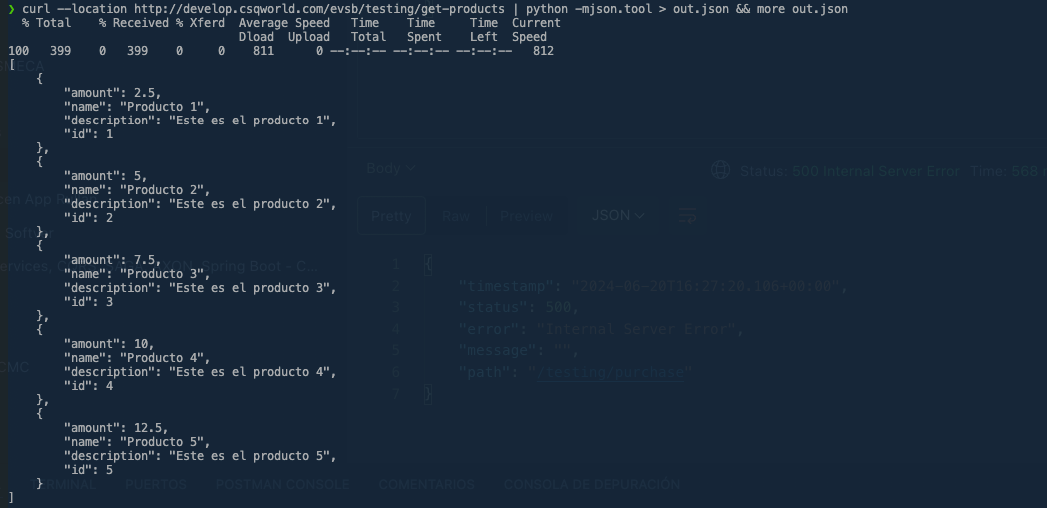 ❯ curl --location http://develop.csqworld.com/evsb/testing/get-products | python -mjson.tool > out.json && more out.json
% Total % Received % Xferd Average Speed Time Time Time Current
Dload Upload Total Spent Left Speed
100 399 0 399 0 0 811 0 --:--:-- --:--:-- --:--:-- 812
[
{
"amount": 2.5,
"name": "Producto 1",
"description": "Este es el producto 1",
"id": 1
},
{
"amount": 5,
"name": "Producto 2",
"description": "Este es el producto 2",
"id": 2
},
{
"amount": 7.5,
"name": "Producto 3",
"description": "Este es el producto 3",
"id": 3
},
{
"amount": 10,
"name": "Producto 4",
"description": "Este es el producto 4",
"id": 4
},
{
"amount": 12.5,
"name": "Producto 5",
"description": "Este es el producto 5",
"id": 5
}
]
Body
Status: 500 Internal Server Error Time: 568
Pretty Raw Preview JSON
1 {
2 "timestamp": "2024-06-20T16:27:20.106+00:00",
3 "status": 500,
4 "error": "Internal Server Error",
5 "message": "",
6 "path": "/testing/purchase"
7 }
Spring Boot - C...
CMC
TERMINAL PUERTOS POSTMAN CONSOLE COMENTARIOS CONSOLA DE DEPURACIÓN